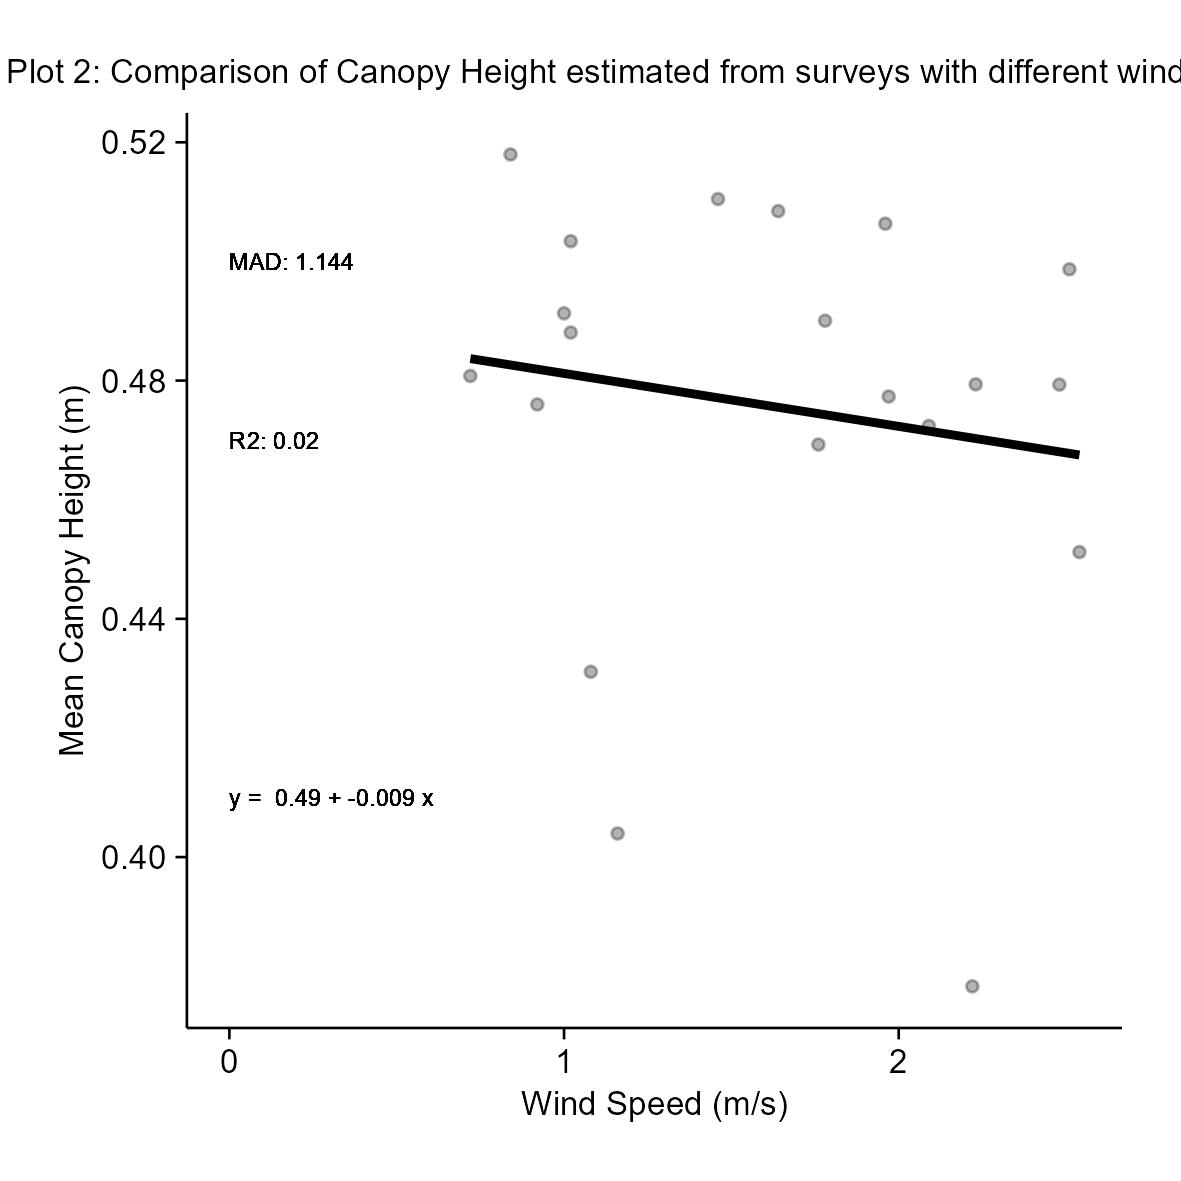 Plot 2: Comparison of Canopy Height estimated from surveys with different wind
0.52
MAD: 1.144
0.48
R2: 0.02
Mean Canopy Height (m)
0.44
y =  0.49 + -0.009 x
0.40
0
1
2
Wind Speed (m/s)